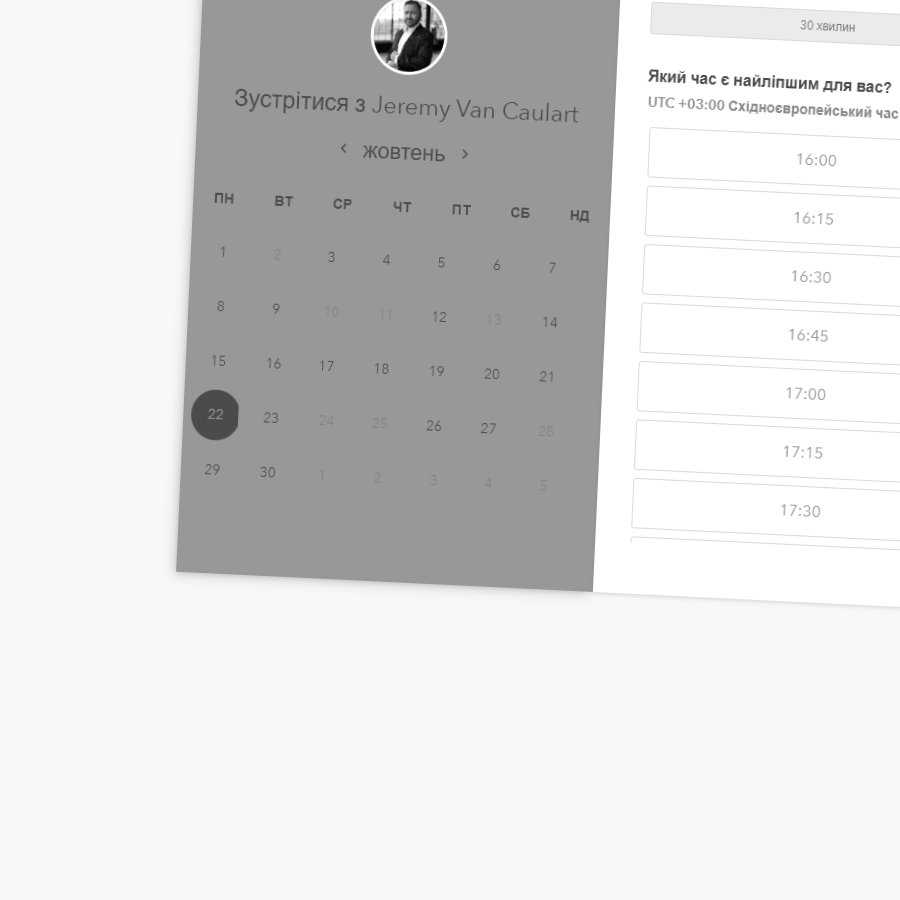 Зустрітися з Jeremy Van Caulart
‹ жовтень ›
ПН ВТ СР ЧТ ПТ СБ НД
1 2 3 4 5 6 7
8 9 10 11 12 13 14
15 16 17 18 19 20 21
22 23 24 25 26 27 28
29 30 1 2 3 4 5
30 хвилин
Який час є найліпшим для вас?
UTC +03:00 Східноєвропейський час
16:00
16:15
16:30
16:45
17:00
17:15
17:30